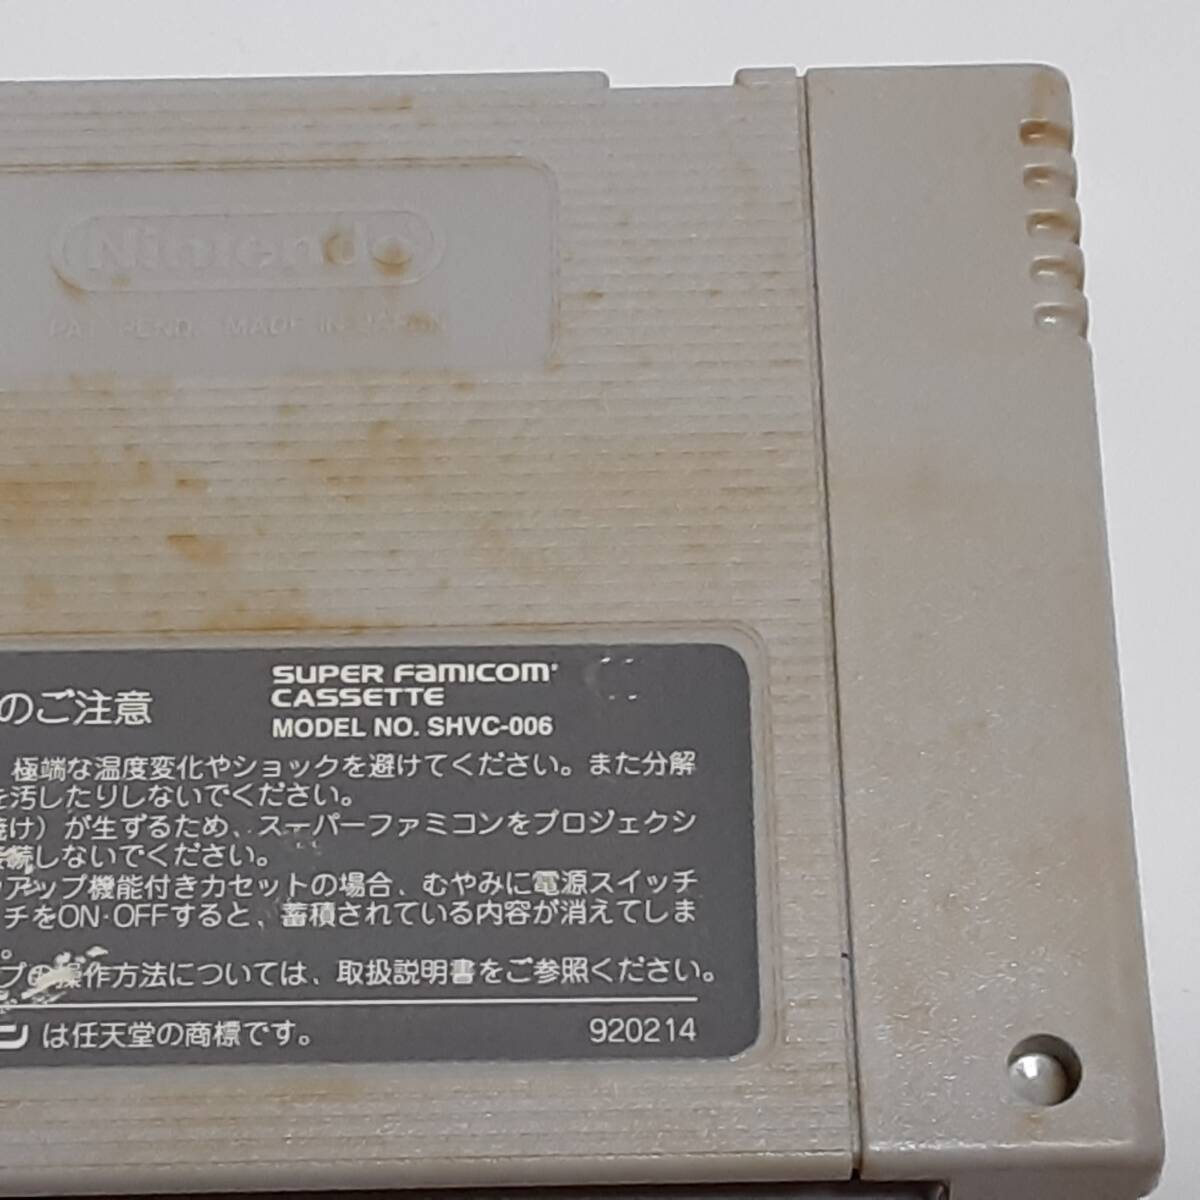 Nintendo
PAT. PEND. MADE IN JAPAN
SUPER FAMICOM
CASSETTE
MODEL NO. SHVC-006
のご注意
極端な温度変化やショックを避けてください。また分解
を汚したりしないでください。
焼け）が生ずるため、スーパーファミコンをプロジェクシ
続しないでください。
アップ機能付きカセットの場合、むやみに電源スイッチ
チをON·OFFすると、蓄積されている内容が消えてしま
。
プの操作方法については、取扱説明書をご参照ください。
ンは任天堂の商標です。 920214